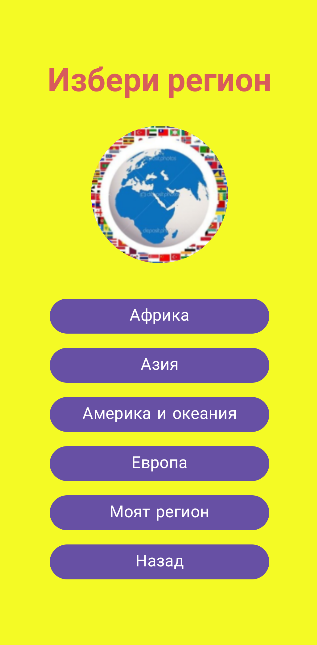 Избери регион
Африка
Азия
Америка и океания
Европа
Моят регион
Назад